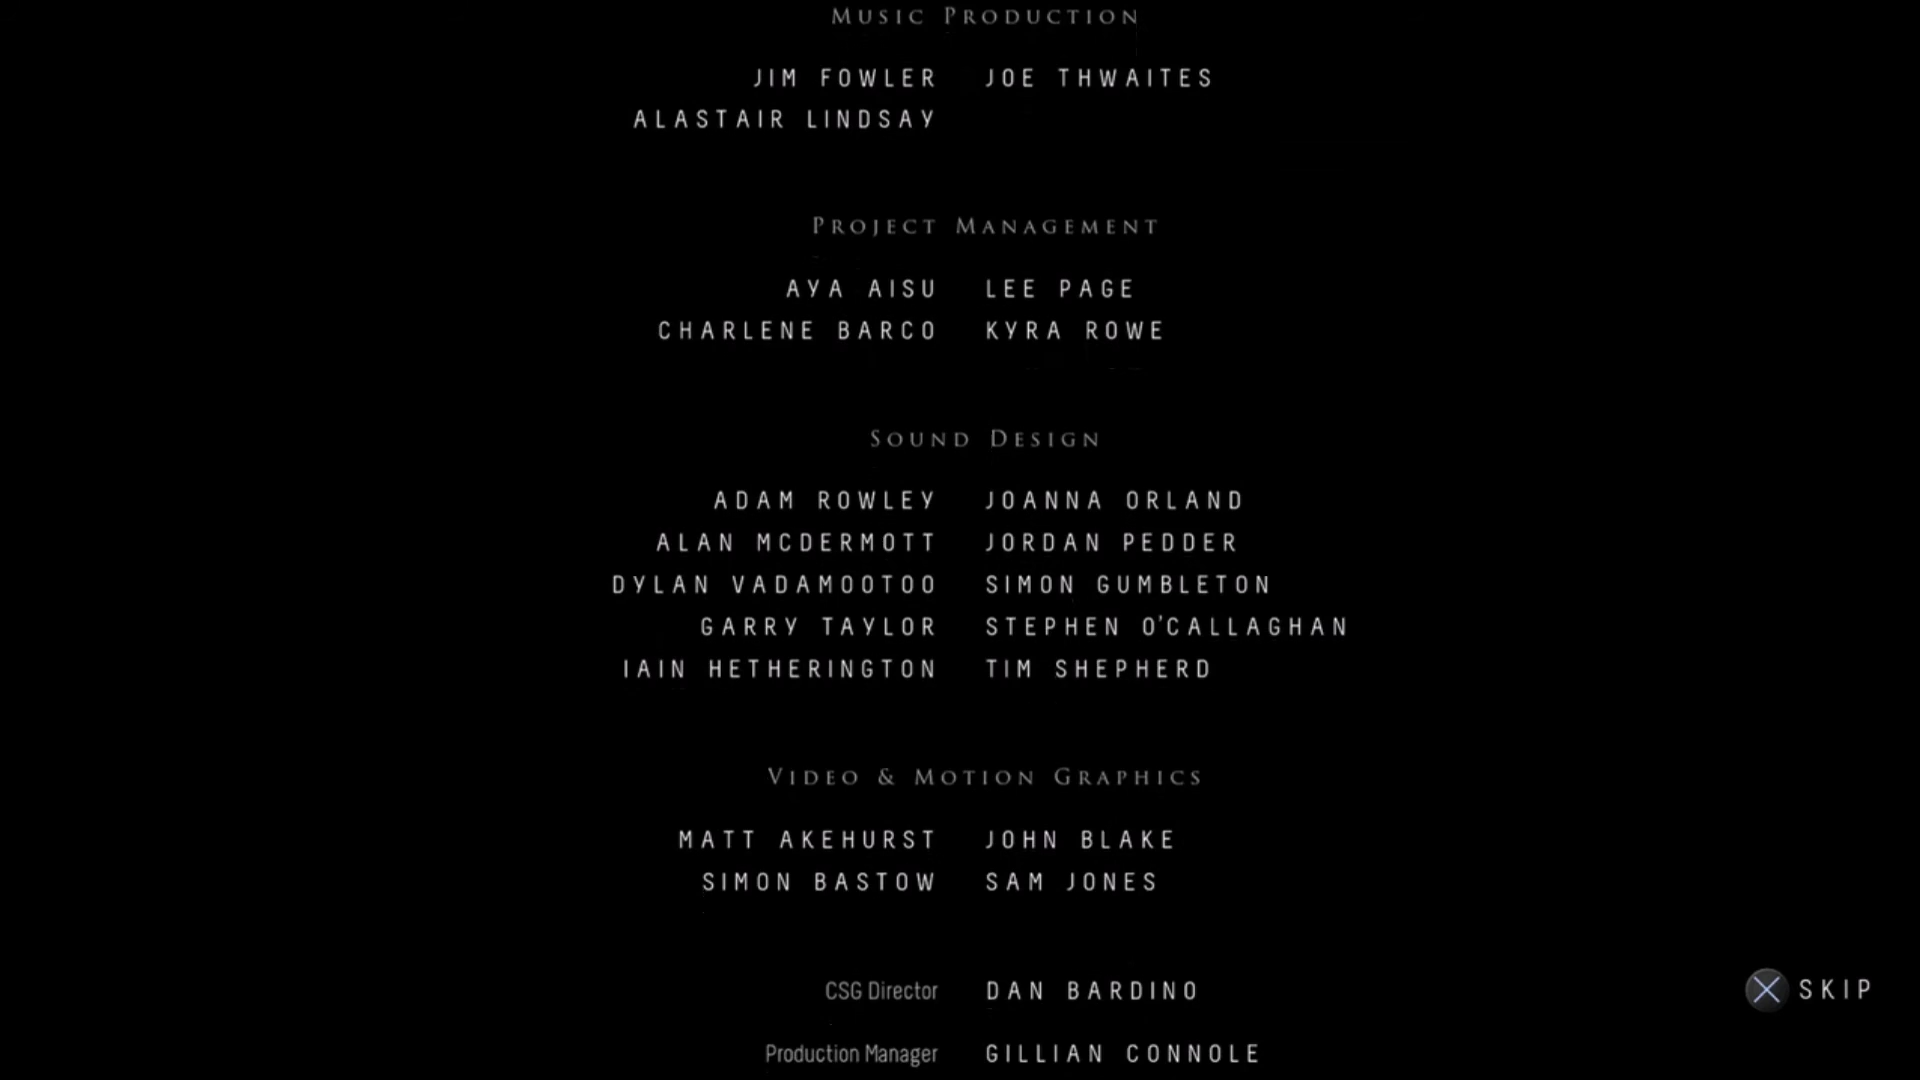 MUSIC PRODUCTION
JIM FOWLER JOE THWAITES
ALASTAIR LINDSAY
PROJECT MANAGEMENT
AYA AISU LEE PAGE
CHARLENE BARCO KYRA ROWE
SOUND DESIGN
ADAM ROWLEY JOANNA ORLAND
ALAN MCDERMOTT JORDAN PEDDER
DYLAN VADAMOOTOO SIMON GUMBLETON
GARRY TAYLOR STEPHEN O'CALLAGHAN
IAIN HETHERINGTON TIM SHEPHERD
VIDEO & MOTION GRAPHICS
MATT AKEHURST JOHN BLAKE
SIMON BASTOW SAM JONES
CSG Director DAN BARDINO
SKIP
Production Manager GILLIAN CONNOLE